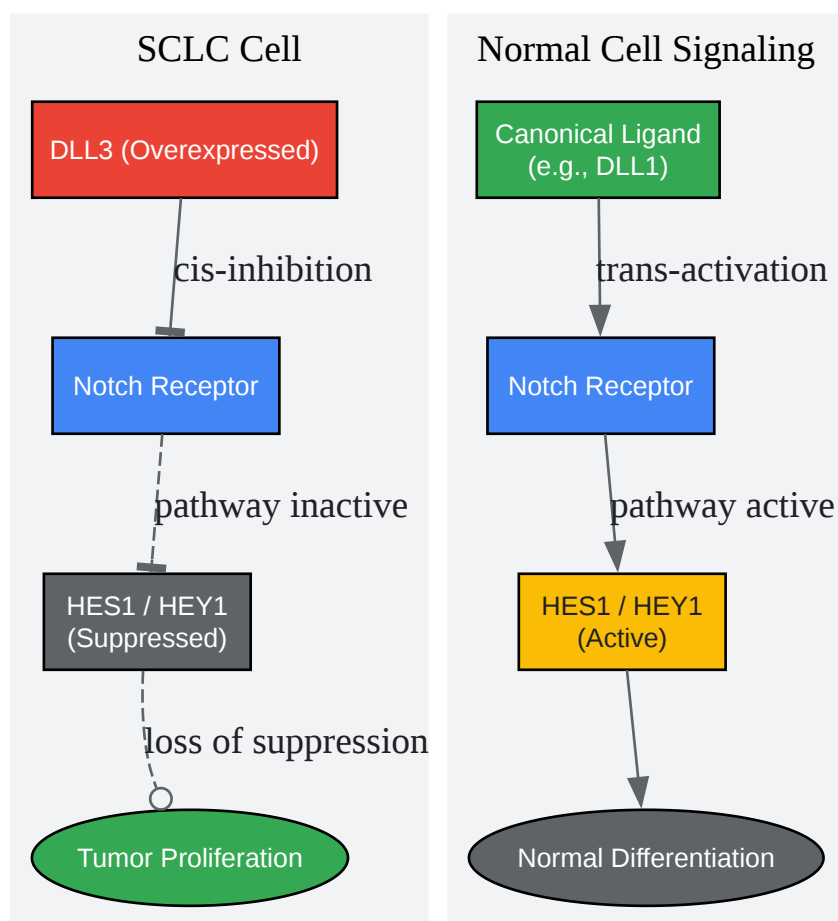 SCLC Cell
DLL3 (Overexpressed)
cis-inhibition
Notch Receptor
pathway inactive
HES1 / HEY1
(Suppressed)
loss of suppression
Tumor Proliferation
Normal Cell Signaling
Canonical Ligand
(e.g., DLL1)
trans-activation
Notch Receptor
pathway active
HES1 / HEY1
(Active)
Normal Differentiation